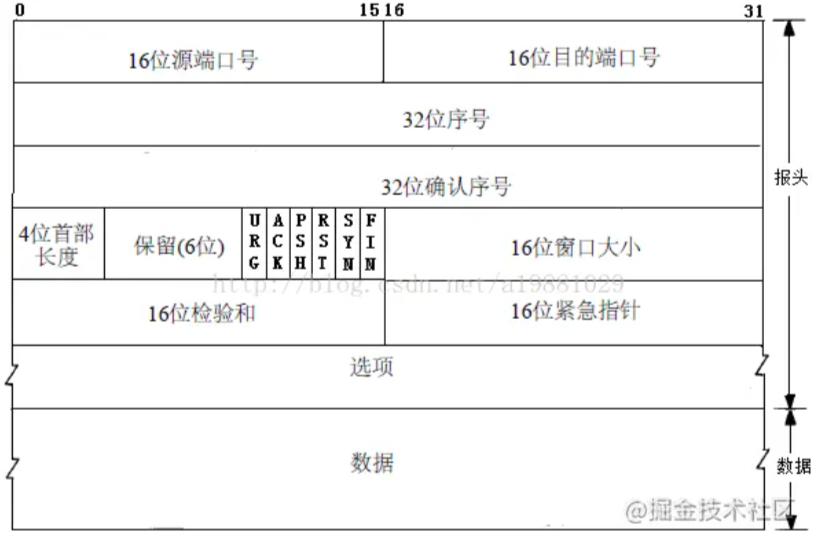 0 15 16 31
16位源端口号 16位目的端口号
32位序号
32位确认序号
报头
4位首部
长度
保留(6位)
URG
ACK
PSH
RST
SYN
FIN
16位窗口大小
http://blog.csdn.net/a19881029
16位检验和 16位紧急指针
选项
数据
数据
@掘金技术社区